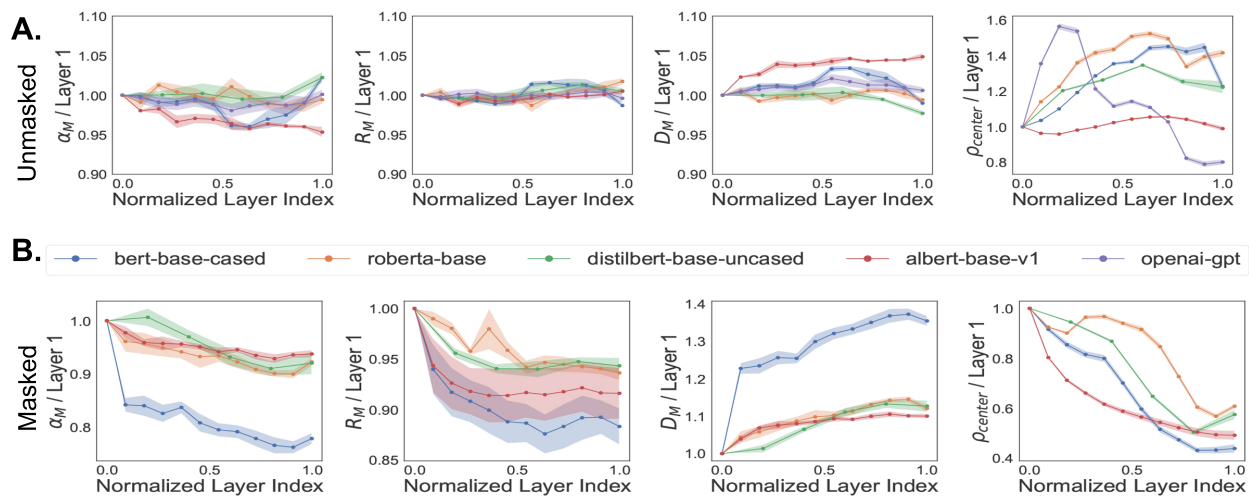 A.
Unmasked
α_M / Layer 1
1.10
1.05
1.00
0.95
0.90
0.0 0.5 1.0
Normalized Layer Index
R_M / Layer 1
1.10
1.05
1.00
0.95
0.90
0.0 0.5 1.0
Normalized Layer Index
D_M / Layer 1
1.10
1.05
1.00
0.95
0.90
0.0 0.5 1.0
Normalized Layer Index
ρ_center / Layer 1
1.6
1.4
1.2
1.0
0.8
0.0 0.5 1.0
Normalized Layer Index
B.
bert-base-cased roberta-base distilbert-base-uncased albert-base-v1 openai-gpt
Masked
α_M / Layer 1
1.0
0.9
0.8
0.0 0.5 1.0
Normalized Layer Index
R_M / Layer 1
1.00
0.95
0.90
0.85
0.0 0.5 1.0
Normalized Layer Index
D_M / Layer 1
1.4
1.3
1.2
1.1
1.0
0.0 0.5 1.0
Normalized Layer Index
ρ_center / Layer 1
1.0
0.8
0.6
0.4
0.0 0.5 1.0
Normalized Layer Index